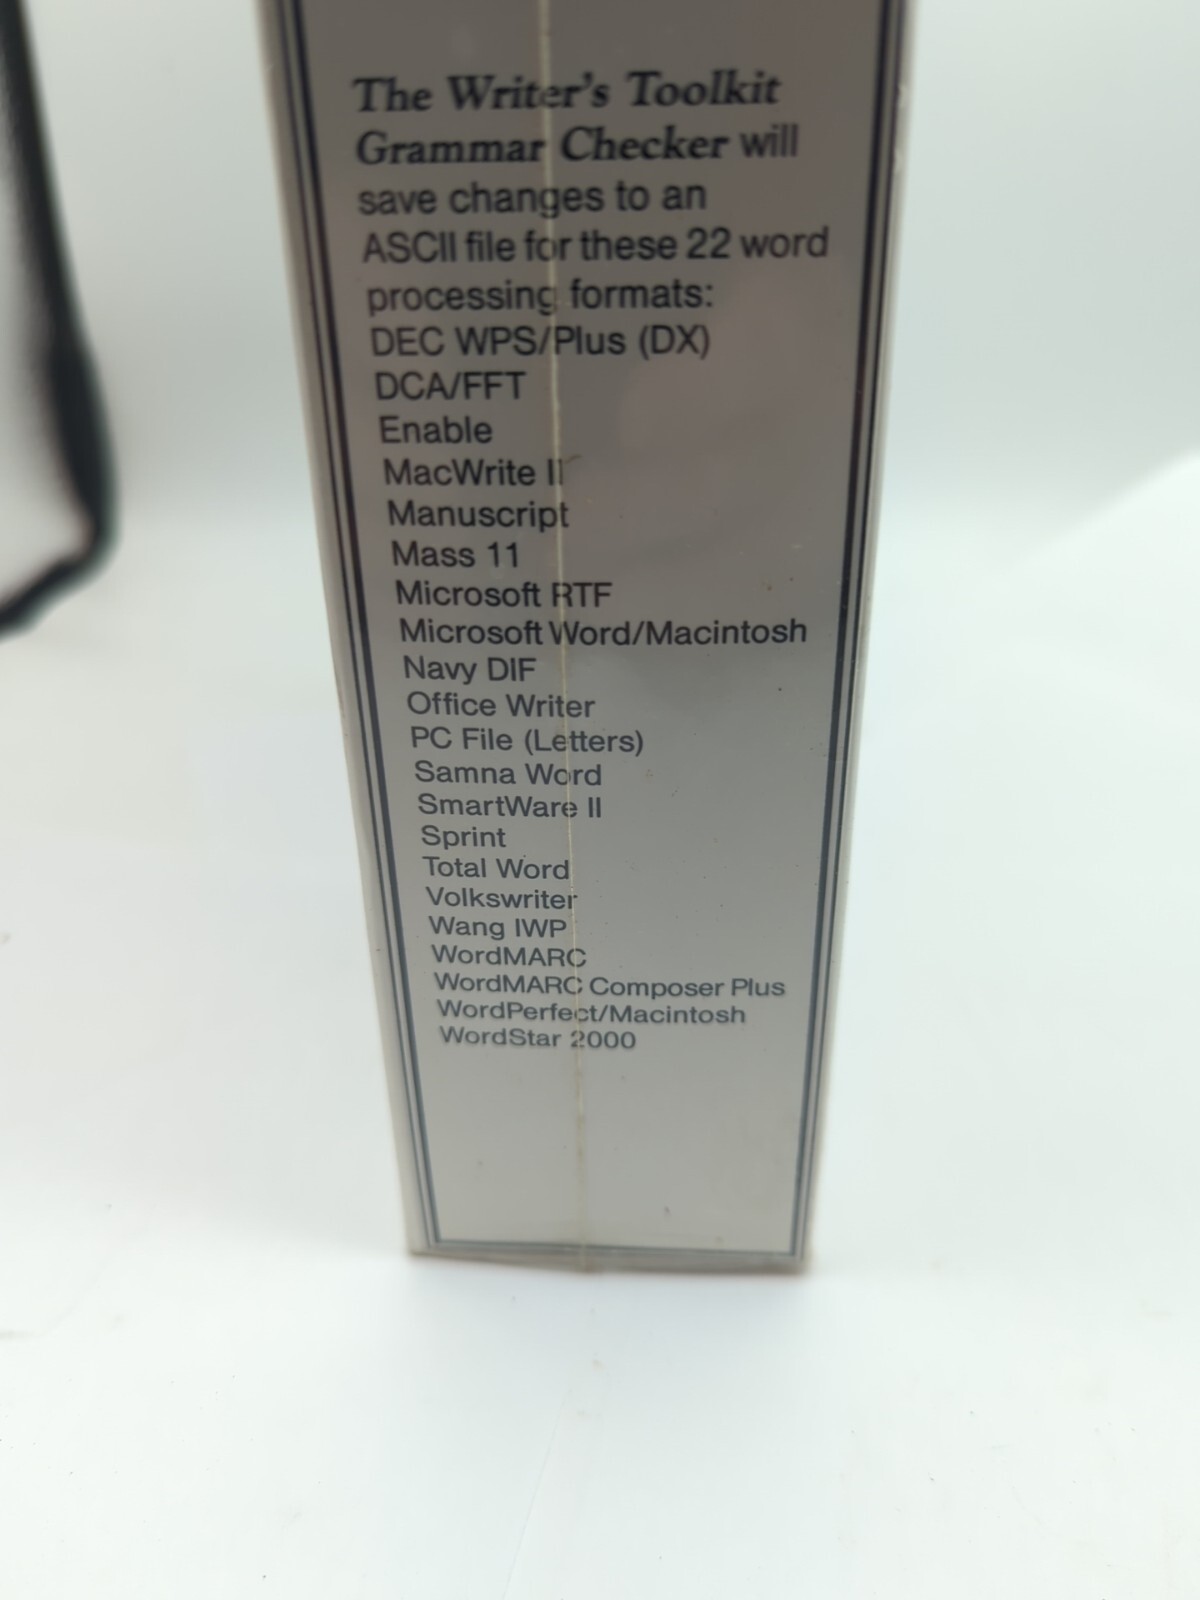 The Writer's Toolkit
Grammar Checker will
save changes to an
ASCII file for these 22 word
processing formats:
DEC WPS/Plus (DX)
DCA/FFT
Enable
MacWrite II
Manuscript
Mass 11
Microsoft RTF
Microsoft Word/Macintosh
Navy DIF
Office Writer
PC File (Letters)
Samna Word
SmartWare II
Sprint
Total Word
Volkswriter
Wang IWP
WordMARC
WordMARC Composer Plus
WordPerfect/Macintosh
WordStar 2000